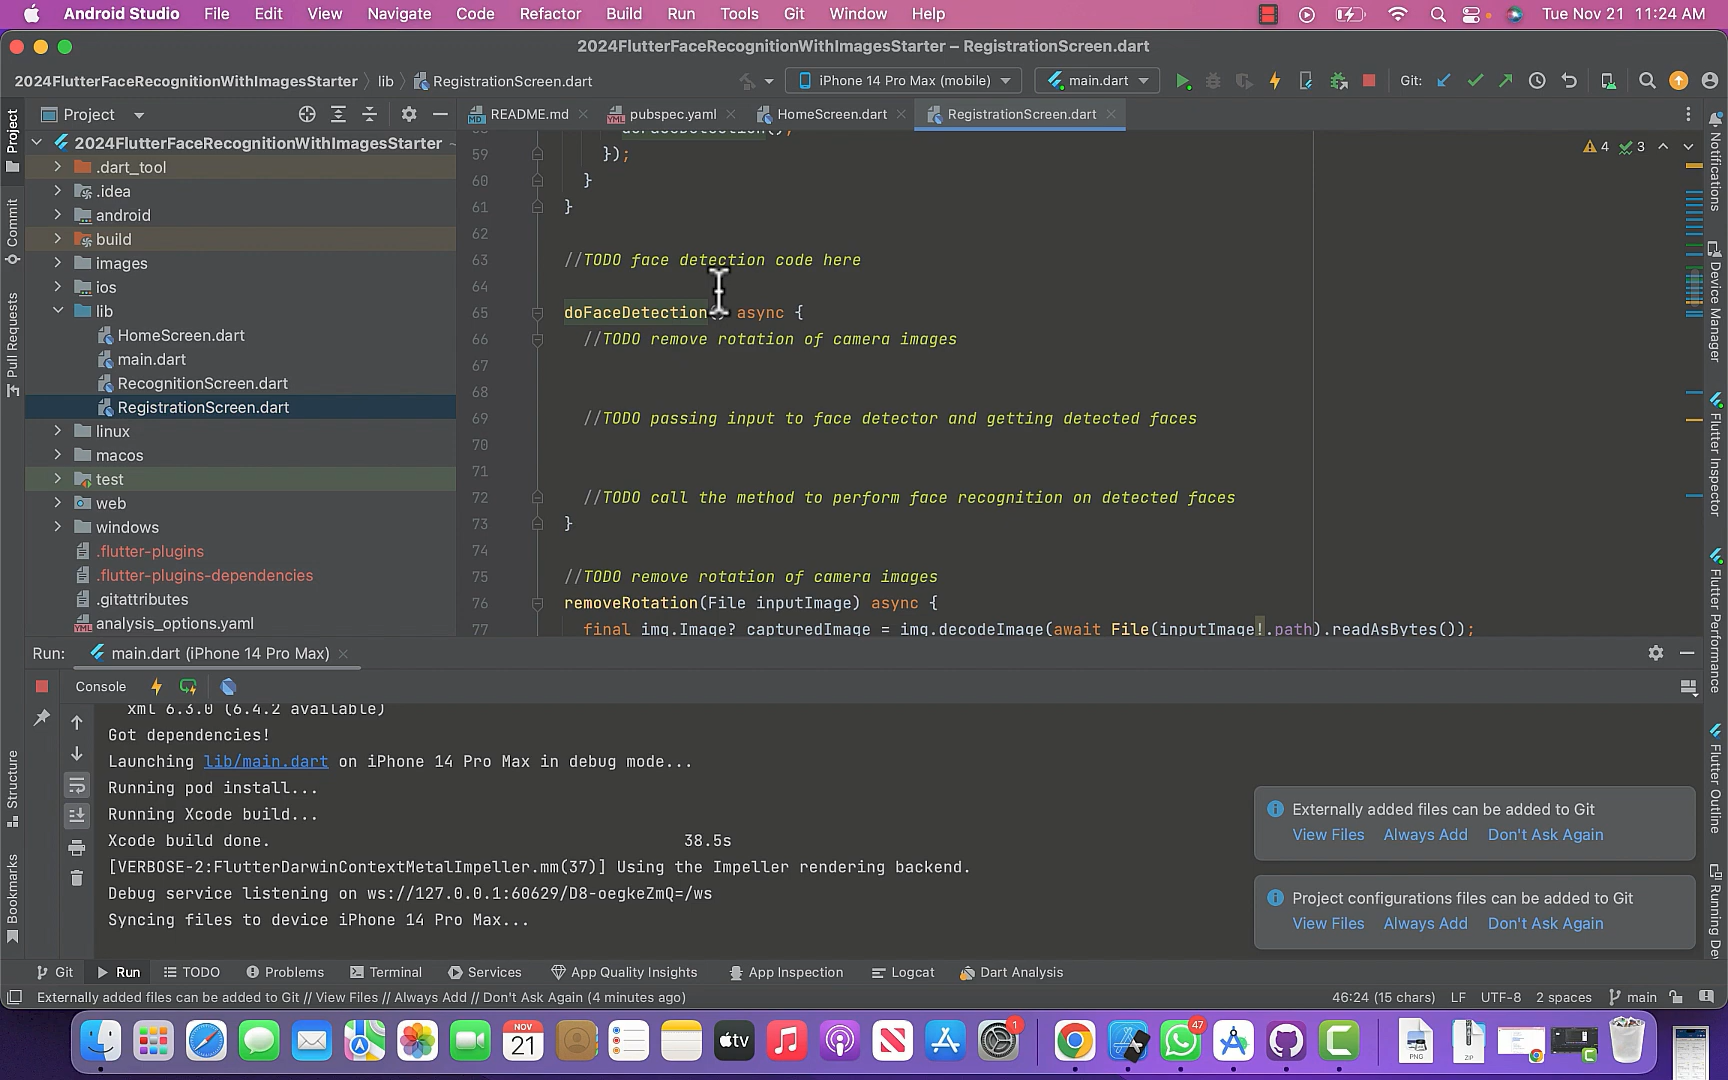 Android Studio File Edit View Navigate Code Refactor Build Run Tools Git Window Help Tue Nov 21 11:24 AM
2024FlutterFaceRecognitionWithImagesStarter – RegistrationScreen.dart
2024FlutterFaceRecognitionWithImagesStarter lib RegistrationScreen.dart iPhone 14 Pro Max (mobile) main.dart Git:
Project
README.md pubspec.yaml HomeScreen.dart RegistrationScreen.dart
2024FlutterFaceRecognitionWithImagesStarter
.dart_tool
.idea
android
build
images
ios
lib
HomeScreen.dart
main.dart
RecognitionScreen.dart
RegistrationScreen.dart
linux
macos
test
web
windows
.flutter-plugins
.flutter-plugins-dependencies
.gitattributes
analysis_options.yaml
4 3
59 });
60 }
61 }
62
63 //TODO face detection code here
64
65 doFaceDetection async {
66 //TODO remove rotation of camera images
67
68
69 //TODO passing input to face detector and getting detected faces
70
71
72 //TODO call the method to perform face recognition on detected faces
73 }
74
75 //TODO remove rotation of camera images
76 removeRotation(File inputImage) async {
77 final img.Image? capturedImage = img.decodeImage(await File(inputImage!.path).readAsBytes());
Project
Commit
Pull Requests
Structure
Bookmarks
Notifications
Device Manager
Flutter Inspector
Flutter Performance
Flutter Outline
Running De
Run: main.dart (iPhone 14 Pro Max)
Console
xml 6.3.0 (6.4.2 available)
Got dependencies!
Launching lib/main.dart on iPhone 14 Pro Max in debug mode...
Running pod install...
Running Xcode build...
Xcode build done. 38.5s
[VERBOSE-2:FlutterDarwinContextMetalImpeller.mm(37)] Using the Impeller rendering backend.
Debug service listening on ws://127.0.0.1:60629/D8-oegkeZmQ=/ws
Syncing files to device iPhone 14 Pro Max...
Externally added files can be added to Git
View Files Always Add Don't Ask Again
Project configurations files can be added to Git
View Files Always Add Don't Ask Again
Git Run TODO Problems Terminal Services App Quality Insights App Inspection Logcat Dart Analysis
Externally added files can be added to Git // View Files // Always Add // Don't Ask Again (4 minutes ago) 46:24 (15 chars) LF UTF-8 2 spaces main
NOV
21
tv
1
47
PNG
ZIP